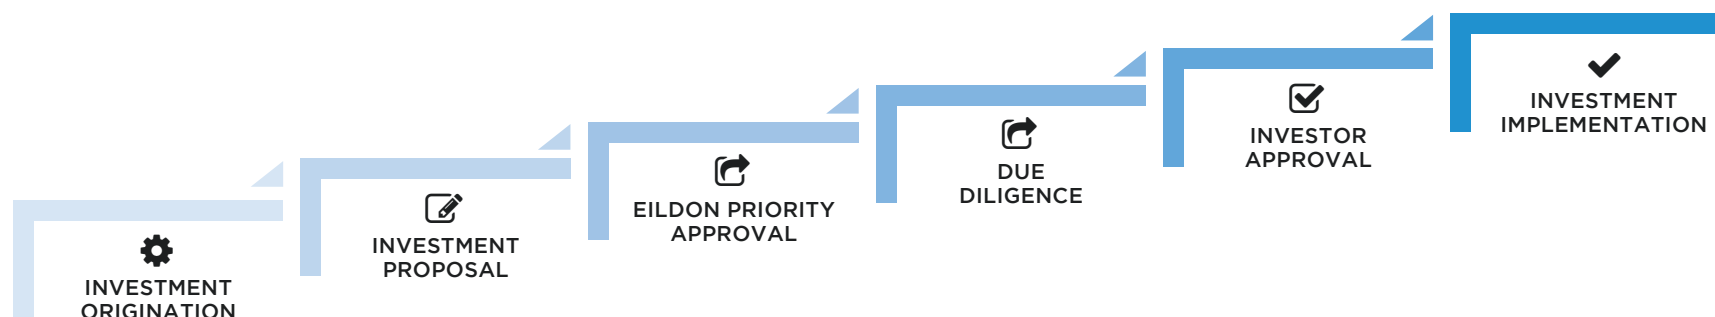 INVESTMENT
ORIGINATION
INVESTMENT
PROPOSAL
EILDON PRIORITY
APPROVAL
DUE
DILIGENCE
INVESTOR
APPROVAL
INVESTMENT
IMPLEMENTATION